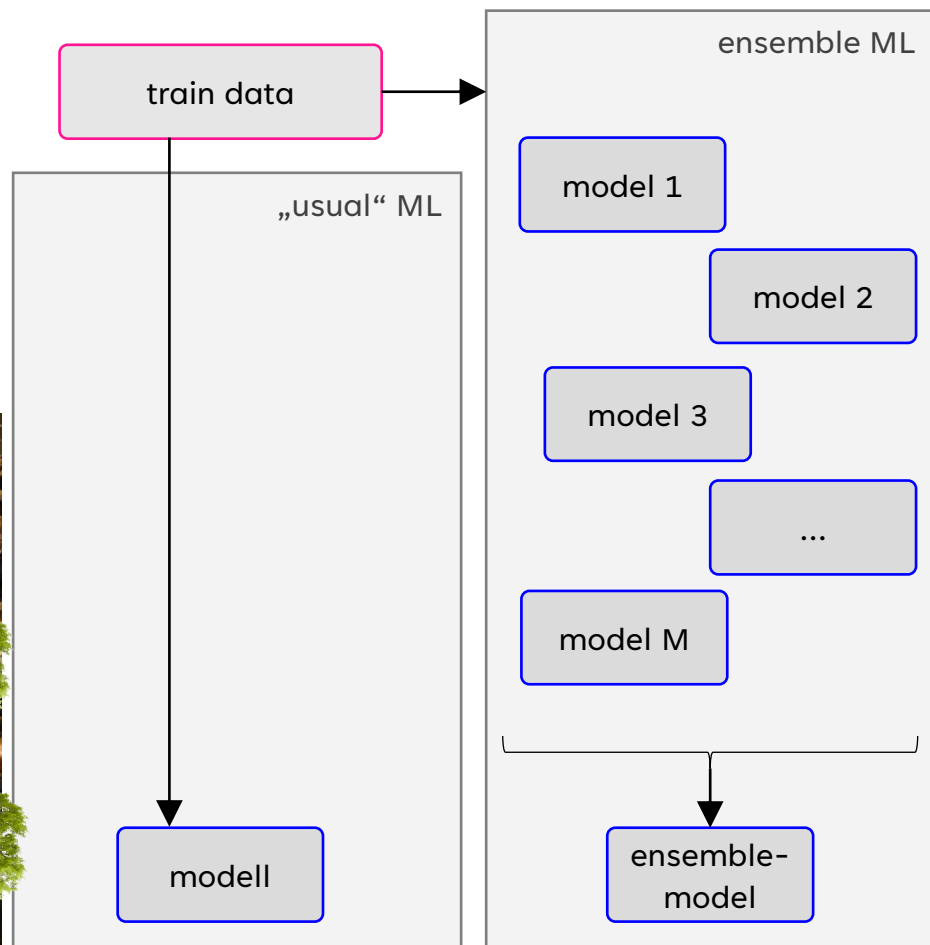 train data
ensemble ML
model 1
„usual“ ML
model 2
model 3
...
model M
modell
ensemble-
model